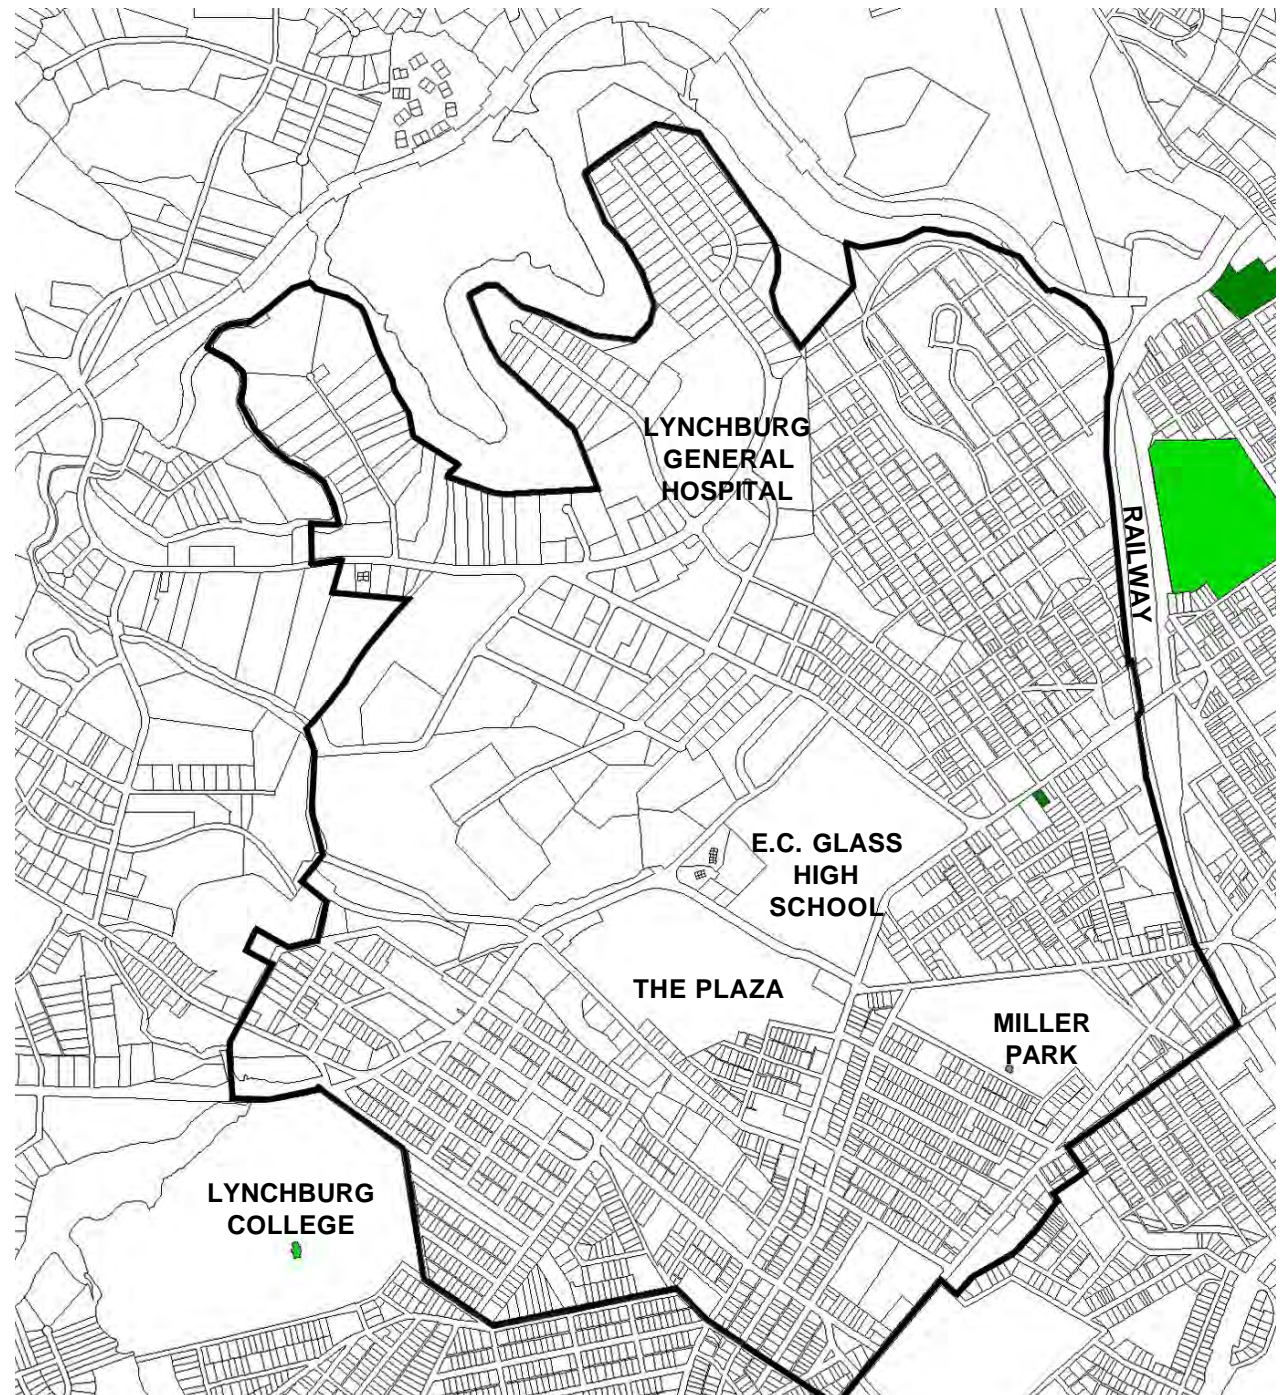 LYNCHBURG
GENERAL
HOSPITAL
RAILWAY
E.C. GLASS
HIGH
SCHOOL
THE PLAZA
MILLER
PARK
LYNCHBURG
COLLEGE